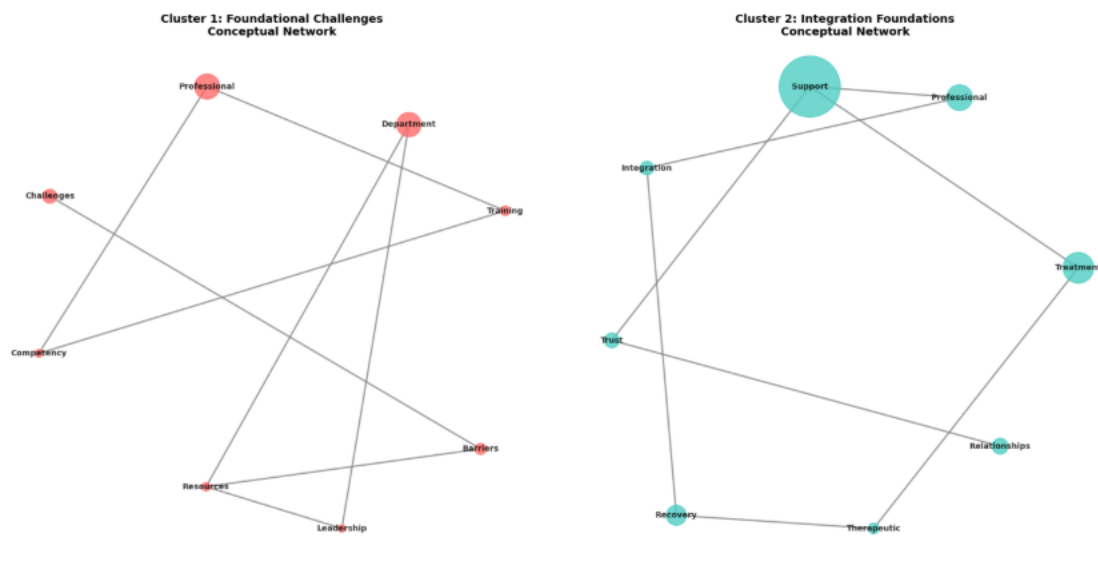 Cluster 1: Foundational Challenges
Conceptual Network
Professional
Department
Challenges
Training
Competency
Barriers
Resources
Leadership
Cluster 2: Integration Foundations
Conceptual Network
Support
Professional
Integration
Treatment
Trust
Relationships
Recovery
Therapeutic